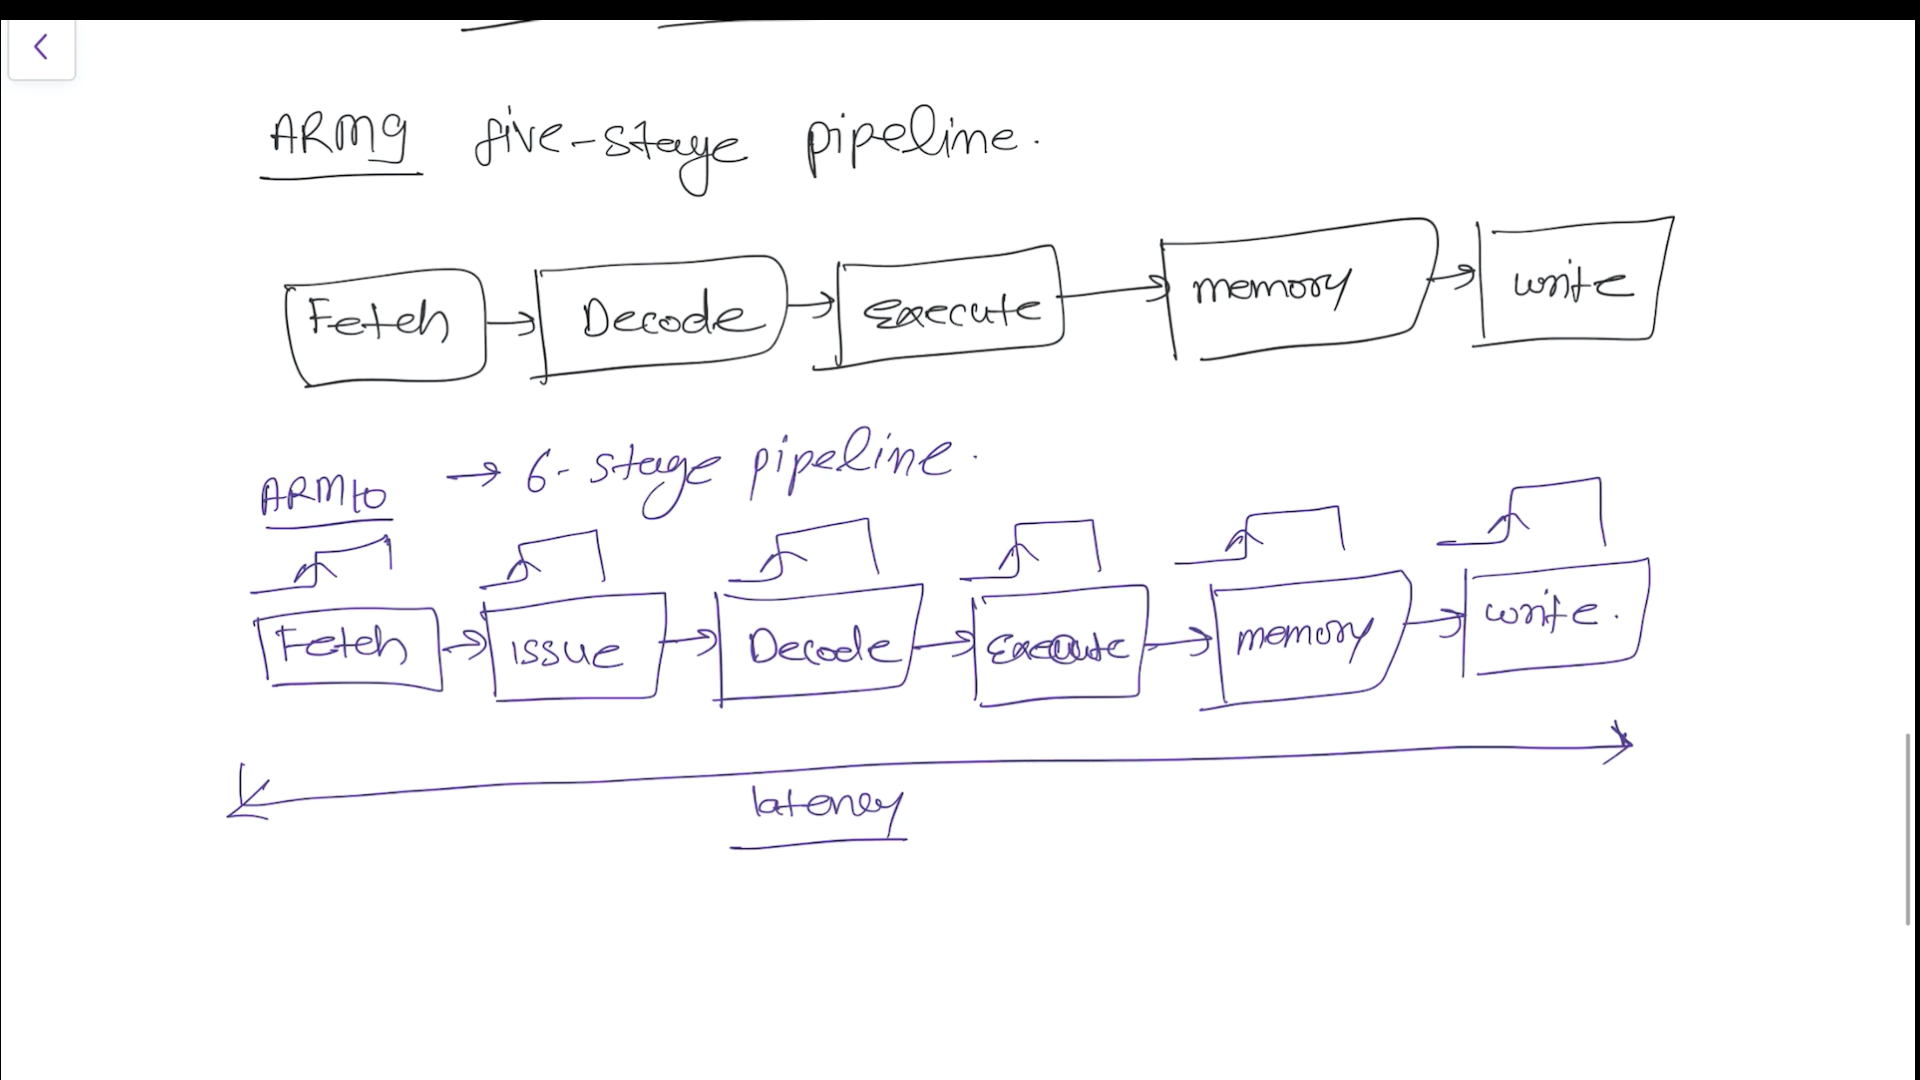 ARM9 five-stage pipeline.
Fetch Decode Execute memory write
ARM10 → 6-stage pipeline.
Fetch issue Decode Execute memory write.
latency